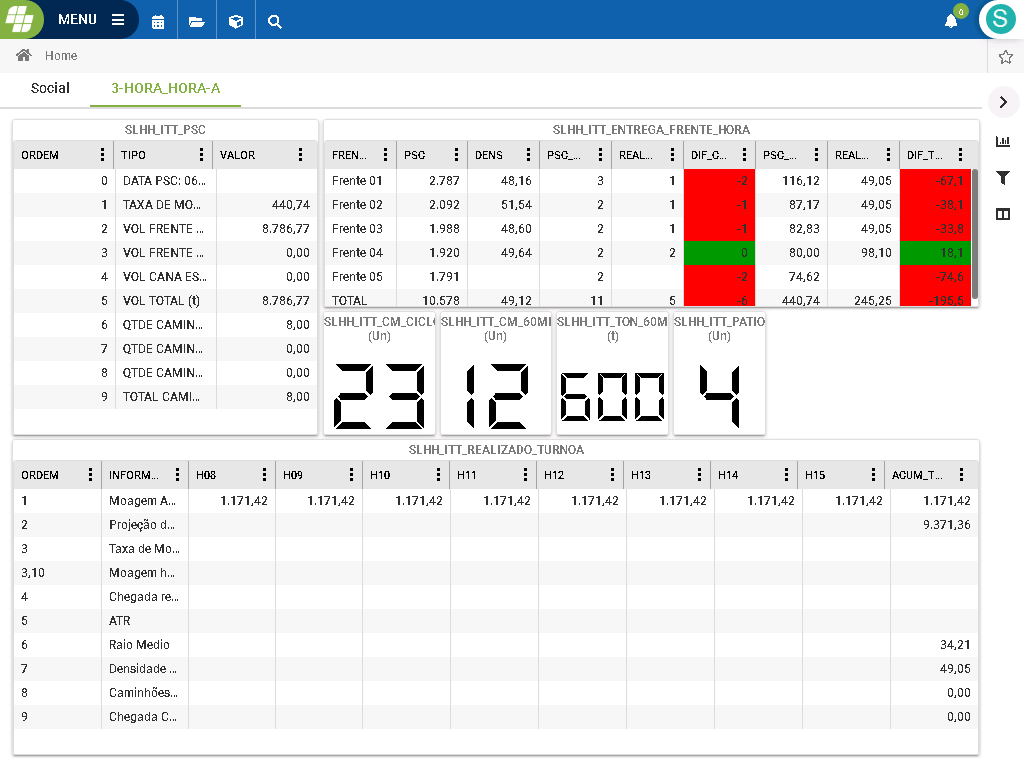 MENU
0
S
Home
Social 3-HORA_HORA-A
SLHH_ITT_PSC
ORDEM TIPO VALOR
0 DATA PSC: 06...
1 TAXA DE MO... 440,74
2 VOL FRENTE ... 8.786,77
3 VOL FRENTE ... 0,00
4 VOL CANA ES... 0,00
5 VOL TOTAL (t) 8.786,77
6 QTDE CAMIN... 8,00
7 QTDE CAMIN... 0,00
8 QTDE CAMIN... 0,00
9 TOTAL CAMI... 8,00
SLHH_ITT_ENTREGA_FRENTE_HORA
FREN... PSC DENS PSC_... REAL... DIF_C... PSC_... REAL... DIF_T...
Frente 01 2.787 48,16 3 1 -2 116,12 49,05 -67,1
Frente 02 2.092 51,54 2 1 -1 87,17 49,05 -38,1
Frente 03 1.988 48,60 2 1 -1 82,83 49,05 -33,8
Frente 04 1.920 49,64 2 2 0 80,00 98,10 18,1
Frente 05 1.791 2 -2 74,62 -74,6
TOTAL 10.578 49,12 11 5 -6 440,74 245,25 -195,5
SLHH_ITT_CM_CICL
(Un)
23
SLHH_ITT_CM_60MI
(Un)
12
SLHH_ITT_TON_60M
(t)
600
SLHH_ITT_PATIO
(Un)
4
SLHH_ITT_REALIZADO_TURNOA
ORDEM INFORM... H08 H09 H10 H11 H12 H13 H14 H15 ACUM_T...
1 Moagem A... 1.171,42 1.171,42 1.171,42 1.171,42 1.171,42 1.171,42 1.171,42 1.171,42 1.171,42
2 Projeção d... 9.371,36
3 Taxa de Mo...
3,10 Moagem h...
4 Chegada re...
5 ATR
6 Raio Medio 34,21
7 Densidade ... 49,05
8 Caminhões... 0,00
9 Chegada C... 0,00